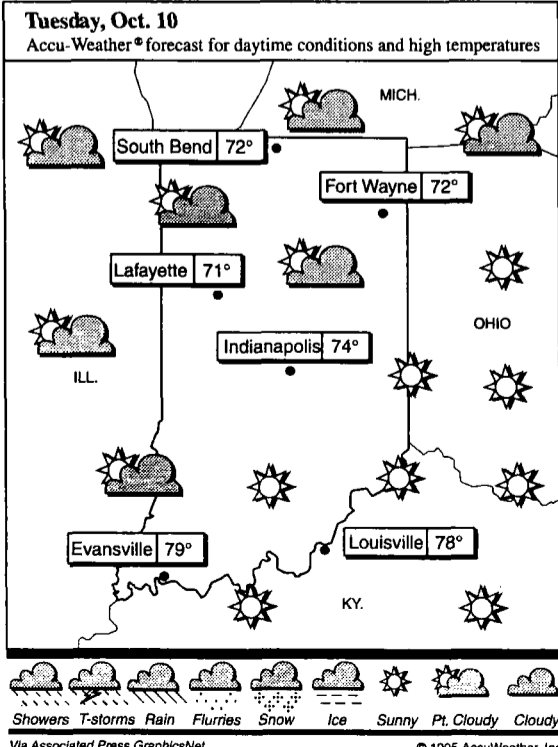 Tuesday, Oct. 10
Accu-Weather® forecast for daytime conditions and high temperatures
MICH.
South Bend 72°
Fort Wayne 72°
Lafayette 71°
OHIO
Indianapolis 74°
ILL.
Evansville 79°
Louisville 78°
KY.
Showers T-storms Rain Flurries Snow Ice Sunny Pt. Cloudy Cloudy
Via Associated Press GraphicsNet © 1995 AccuWeather, Inc